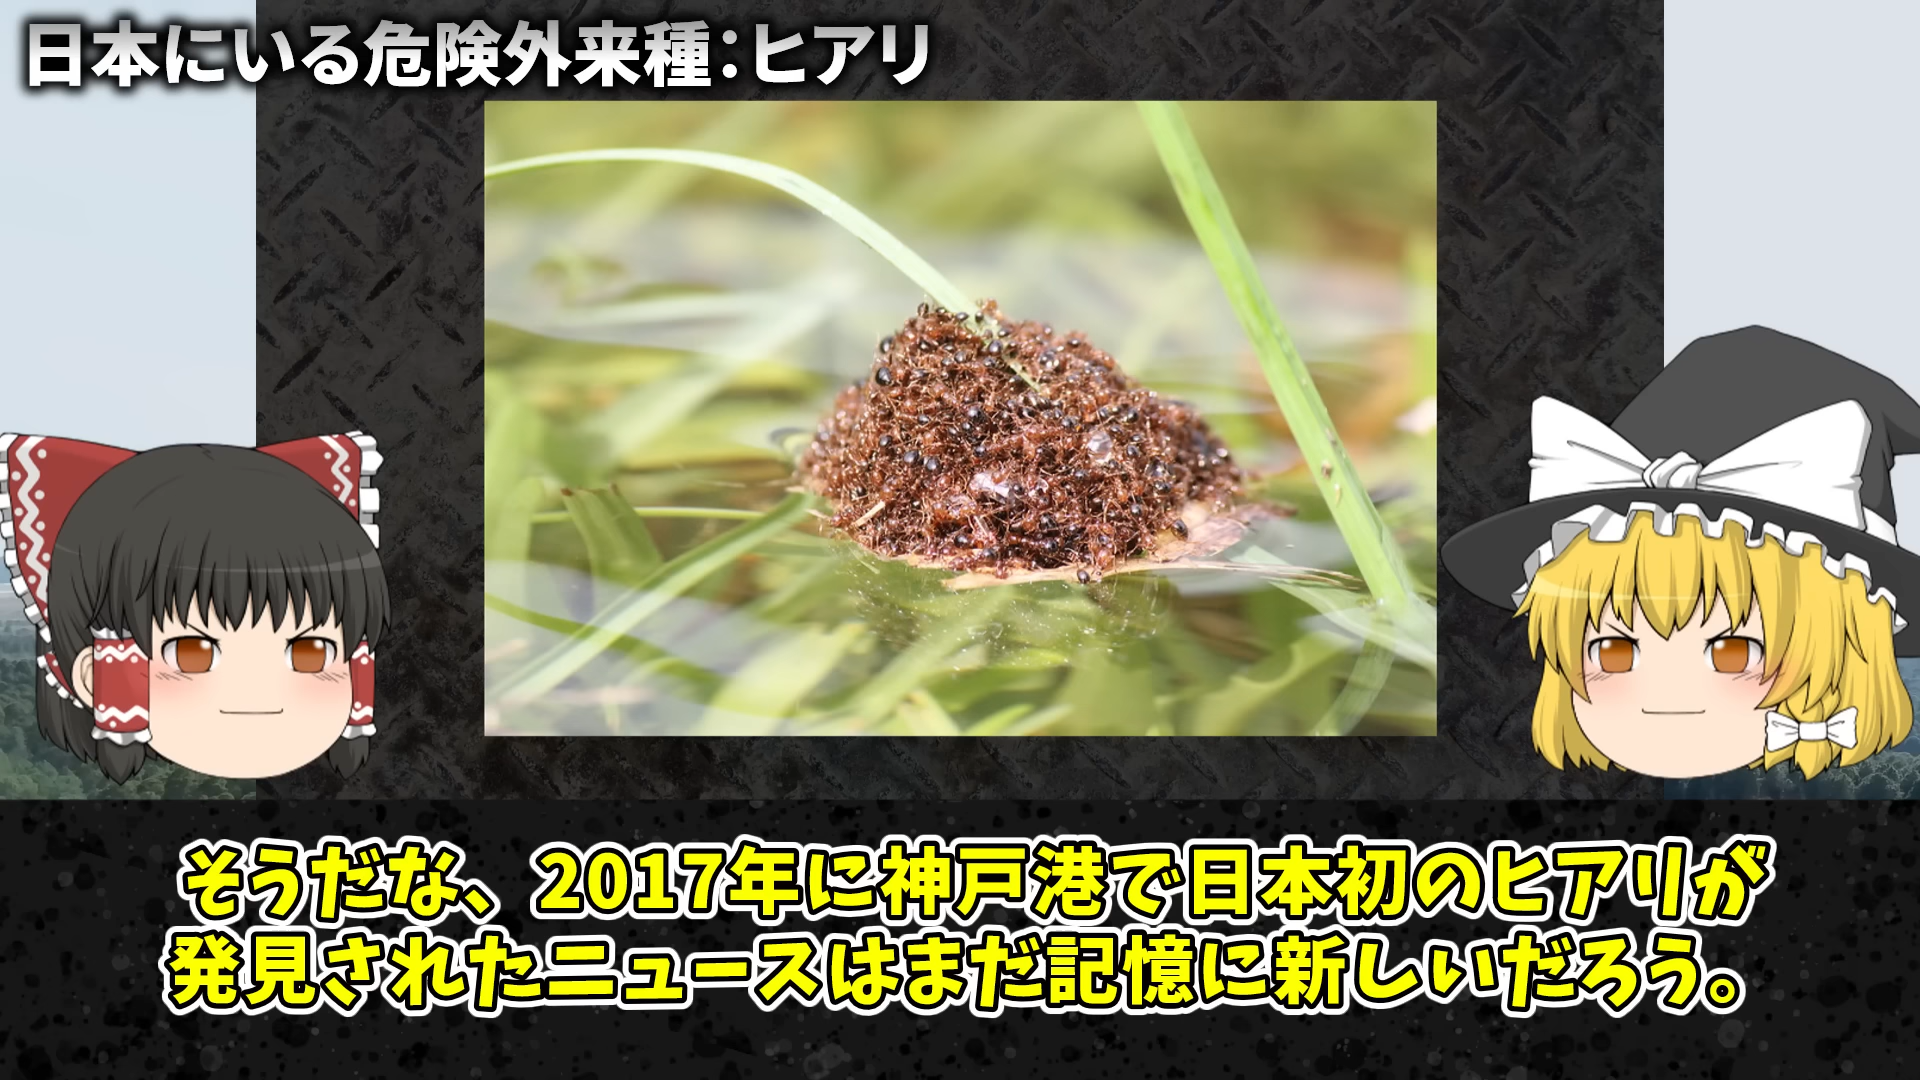 日本にいる危険外来種：ヒアリ
そうだな、2017年に神戸港で日本初のヒアリが
発見されたニュースはまだ記憶に新しいだろう。